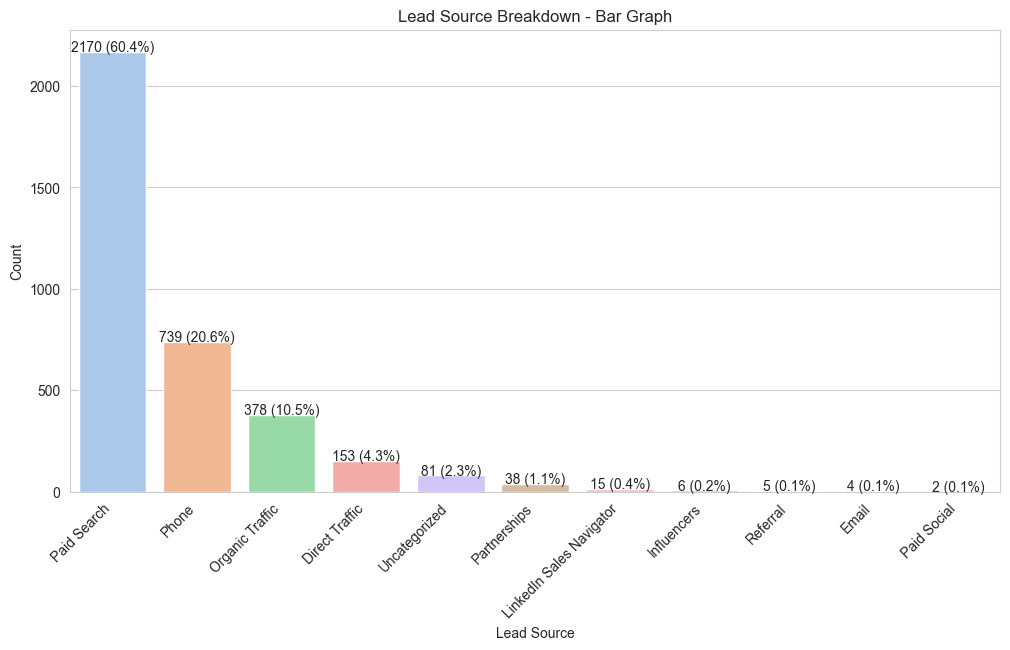 Lead Source Breakdown - Bar Graph
2170 (60.4%)
739 (20.6%)
378 (10.5%)
153 (4.3%)
81 (2.3%)
38 (1.1%)
15 (0.4%)
6 (0.2%)
5 (0.1%)
4 (0.1%)
2 (0.1%)
2000
1500
1000
500
0
Count
Paid Search
Phone
Organic Traffic
Direct Traffic
Uncategorized
Partnerships
LinkedIn Sales Navigator
Influencers
Referral
Email
Paid Social
Lead Source